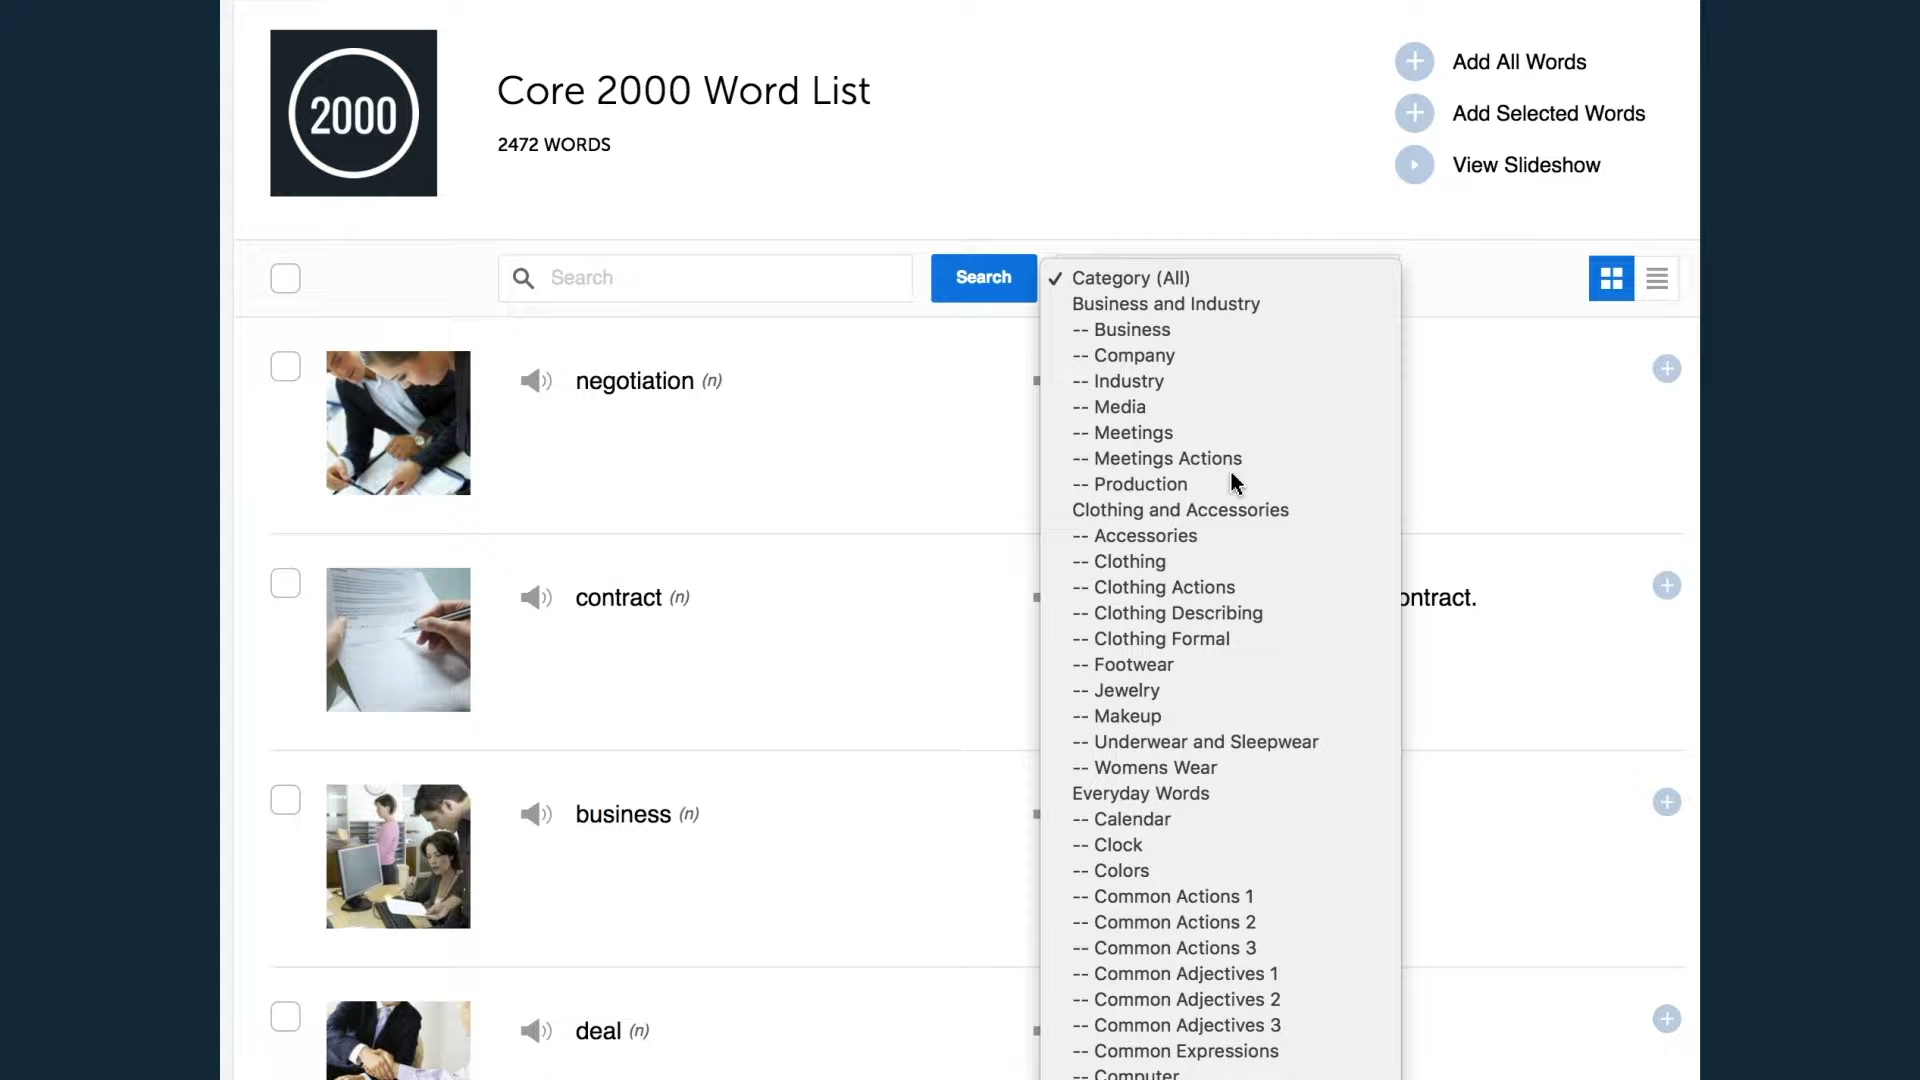 2000
Core 2000 Word List
2472 WORDS
Add All Words
Add Selected Words
View Slideshow
Search
Search
✓ Category (All)
Business and Industry
-- Business
-- Company
-- Industry
-- Media
-- Meetings
-- Meetings Actions
-- Production
Clothing and Accessories
-- Accessories
-- Clothing
-- Clothing Actions
-- Clothing Describing
-- Clothing Formal
-- Footwear
-- Jewelry
-- Makeup
-- Underwear and Sleepwear
-- Womens Wear
Everyday Words
-- Calendar
-- Clock
-- Colors
-- Common Actions 1
-- Common Actions 2
-- Common Actions 3
-- Common Adjectives 1
-- Common Adjectives 2
-- Common Adjectives 3
-- Common Expressions
-- Computer
negotiation (n)
contract (n)
ontract.
business (n)
deal (n)